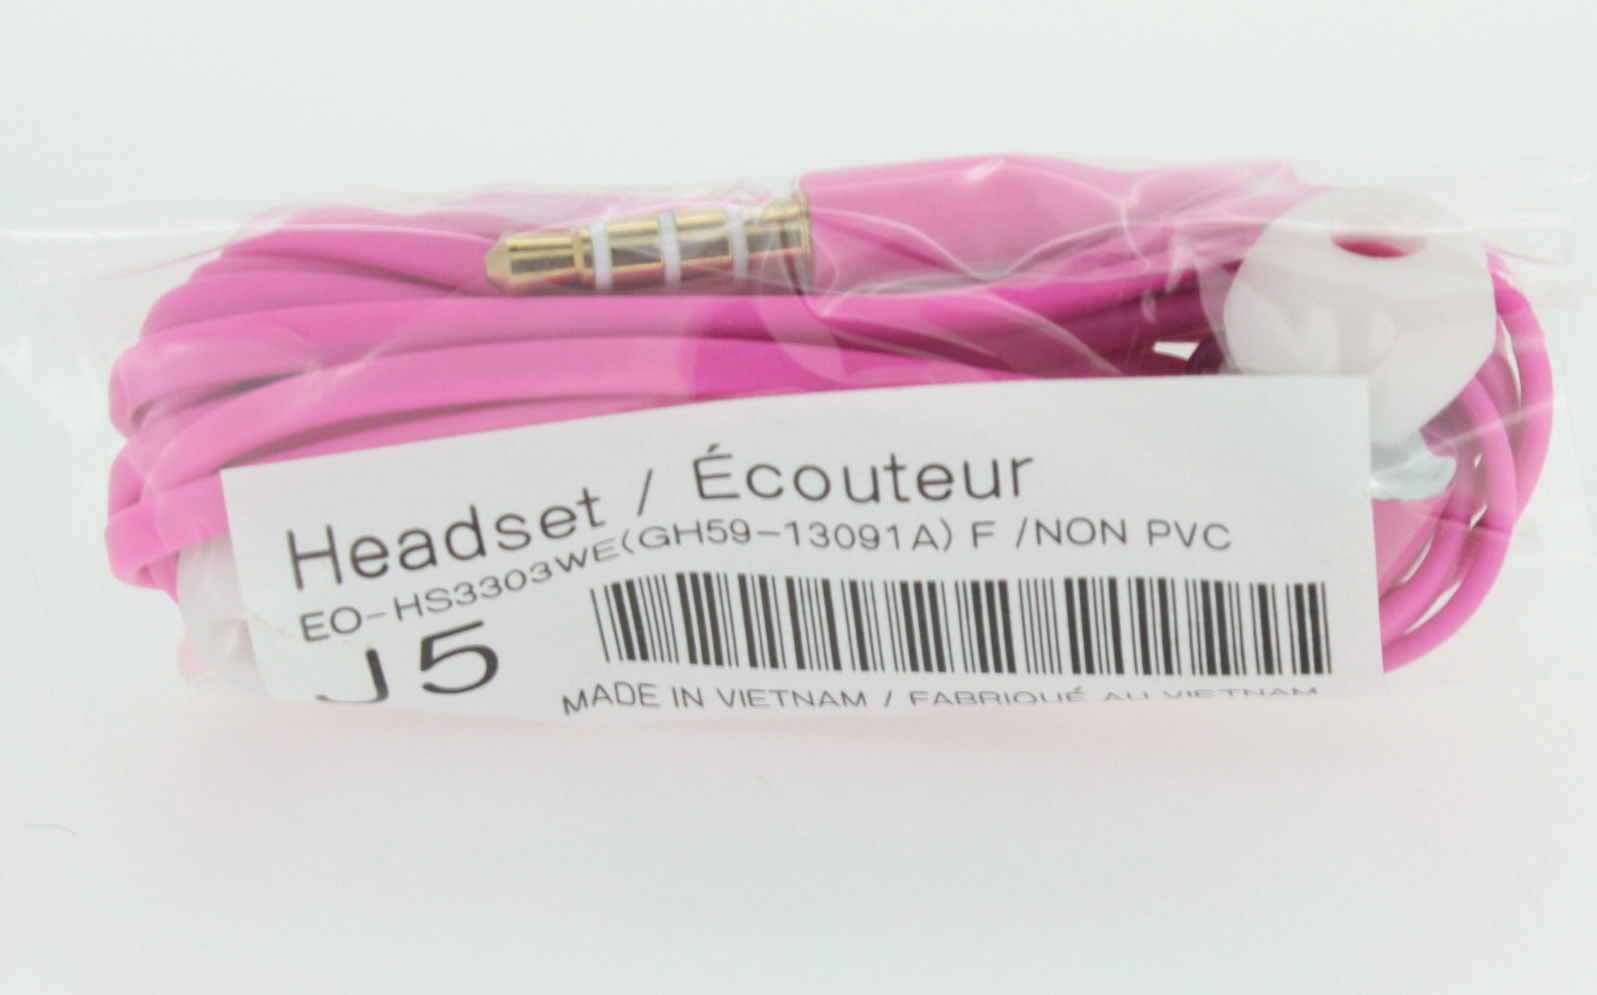 Headset / Écouteur
EO-HS3303WE(GH59-13091A) F /NON PVC
J5
MADE IN VIETNAM / FABRIQUÉ AU VIETNAM